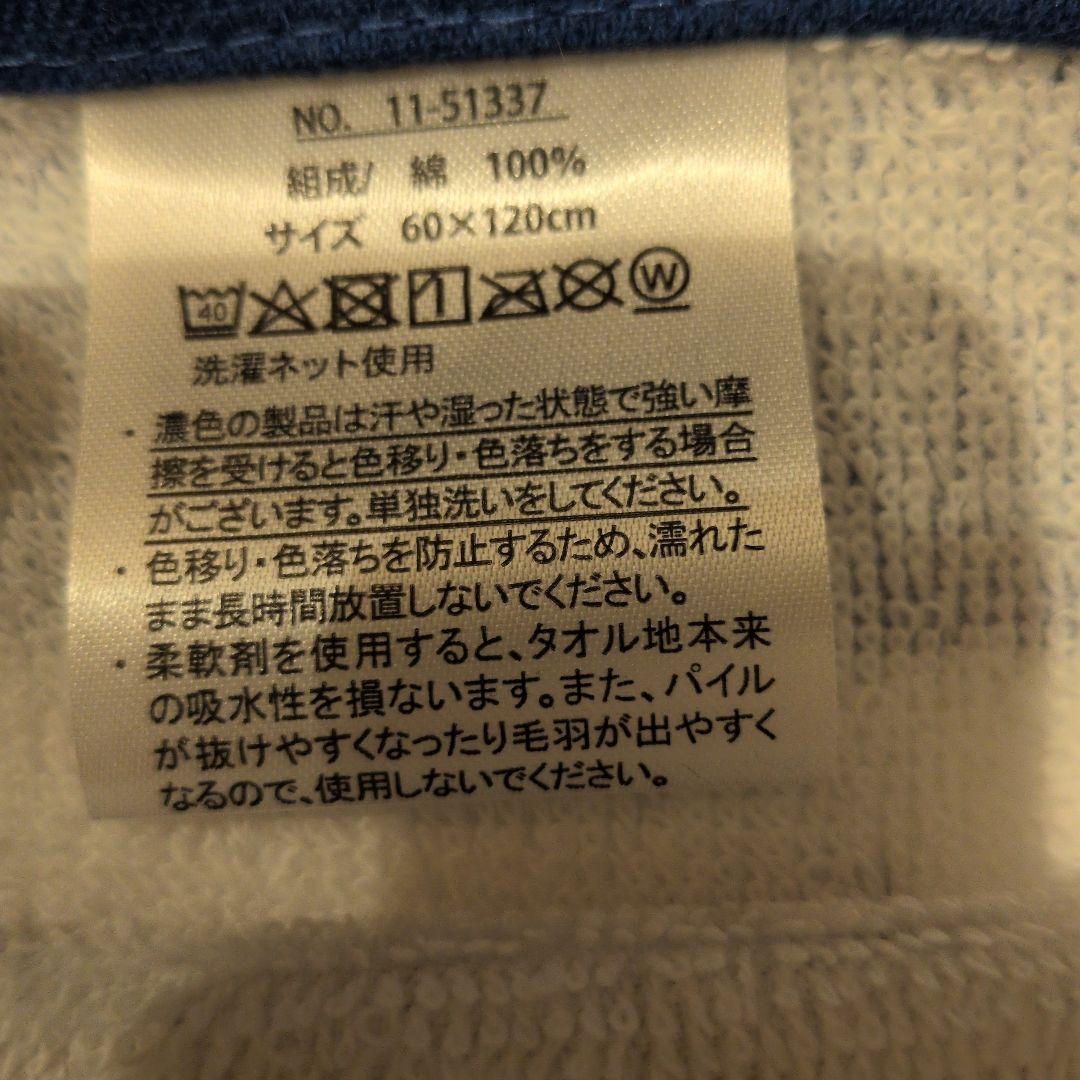 NO. 11-51337
組成/ 綿 100%
サイズ 60×120cm
40 W
洗濯ネット使用
・濃色の製品は汗や湿った状態で強い摩
擦を受けると色移り・色落ちをする場合
がございます。単独洗いをしてください。
・色移り・色落ちを防止するため、濡れた
まま長時間放置しないでください。
・柔軟剤を使用すると、タオル地本来
の吸水性を損ないます。また、パイル
が抜けやすくなったり毛羽が出やすく
なるので、使用しないでください。